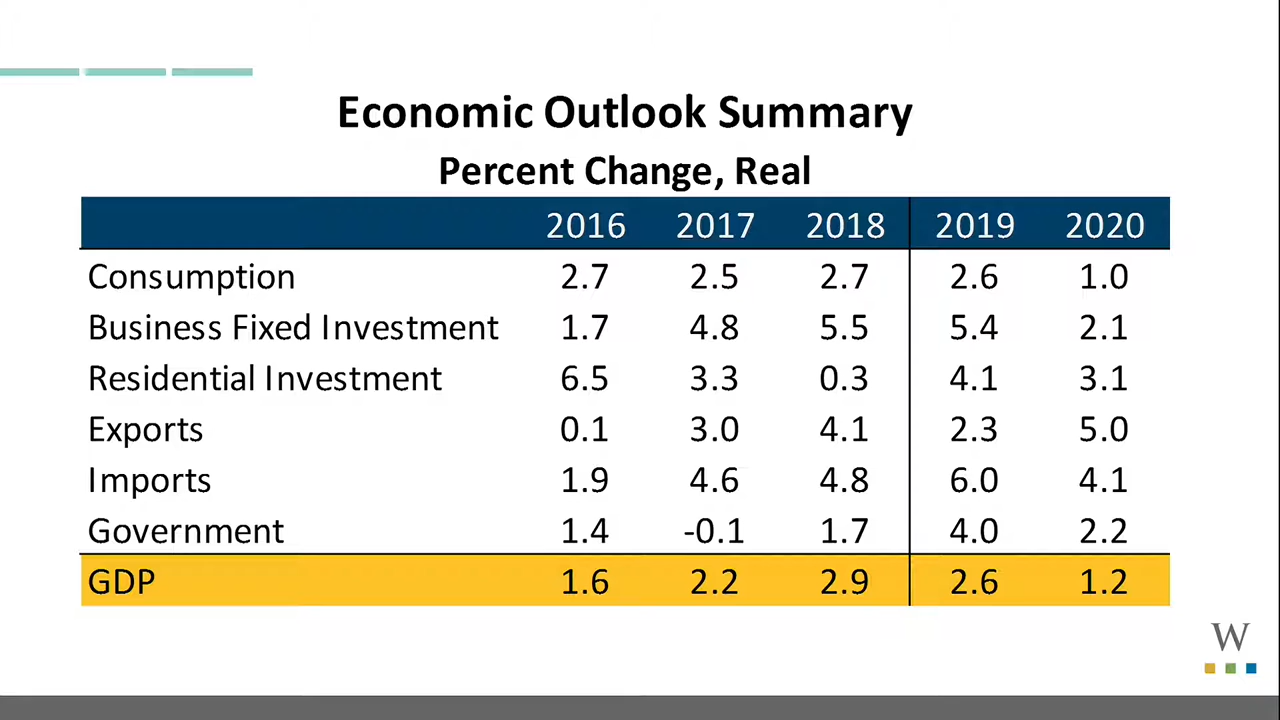 Economic Outlook Summary
Percent Change, Real
2016 2017 2018 2019 2020
Consumption 2.7 2.5 2.7 2.6 1.0
Business Fixed Investment 1.7 4.8 5.5 5.4 2.1
Residential Investment 6.5 3.3 0.3 4.1 3.1
Exports 0.1 3.0 4.1 2.3 5.0
Imports 1.9 4.6 4.8 6.0 4.1
Government 1.4 -0.1 1.7 4.0 2.2
GDP 1.6 2.2 2.9 2.6 1.2
W